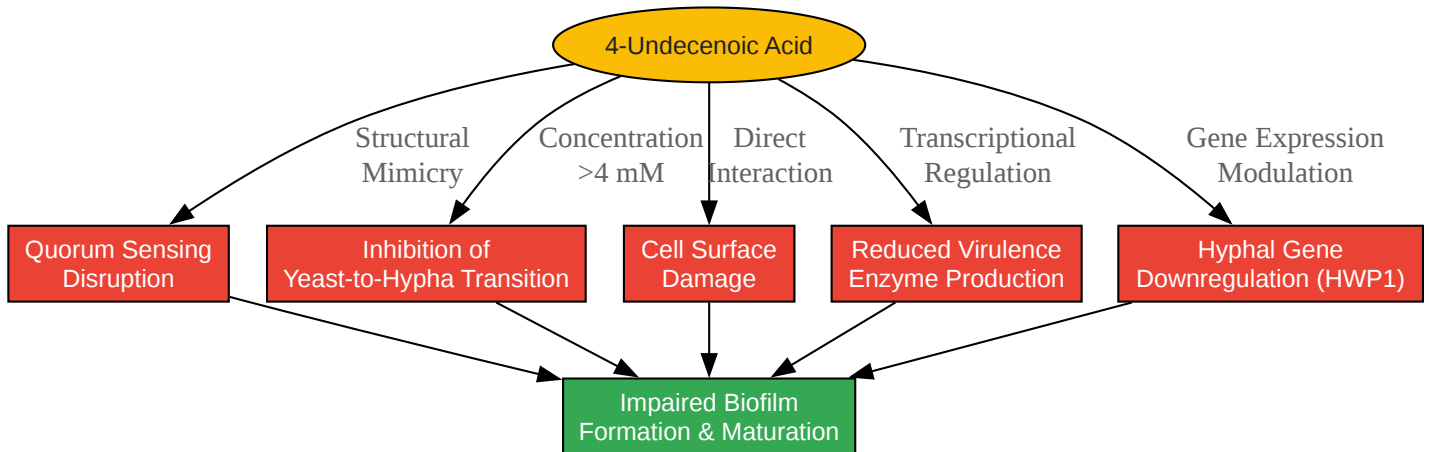 4-Undecenoic Acid
Structural
Mimicry
Concentration
>4 mM
Direct
Interaction
Transcriptional
Regulation
Gene Expression
Modulation
Quorum Sensing
Disruption
Inhibition of
Yeast-to-Hypha Transition
Cell Surface
Damage
Reduced Virulence
Enzyme Production
Hyphal Gene
Downregulation (HWP1)
Impaired Biofilm
Formation & Maturation